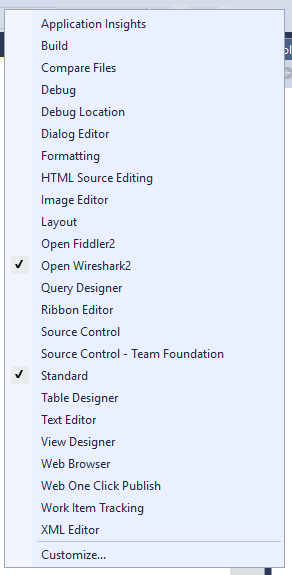 Application Insights
Build
Compare Files
Debug
Debug Location
Dialog Editor
Formatting
HTML Source Editing
Image Editor
Layout
Open Fiddler2
Open Wireshark2
Query Designer
Ribbon Editor
Source Control
Source Control - Team Foundation
Standard
Table Designer
Text Editor
View Designer
Web Browser
Web One Click Publish
Work Item Tracking
XML Editor
Customize...